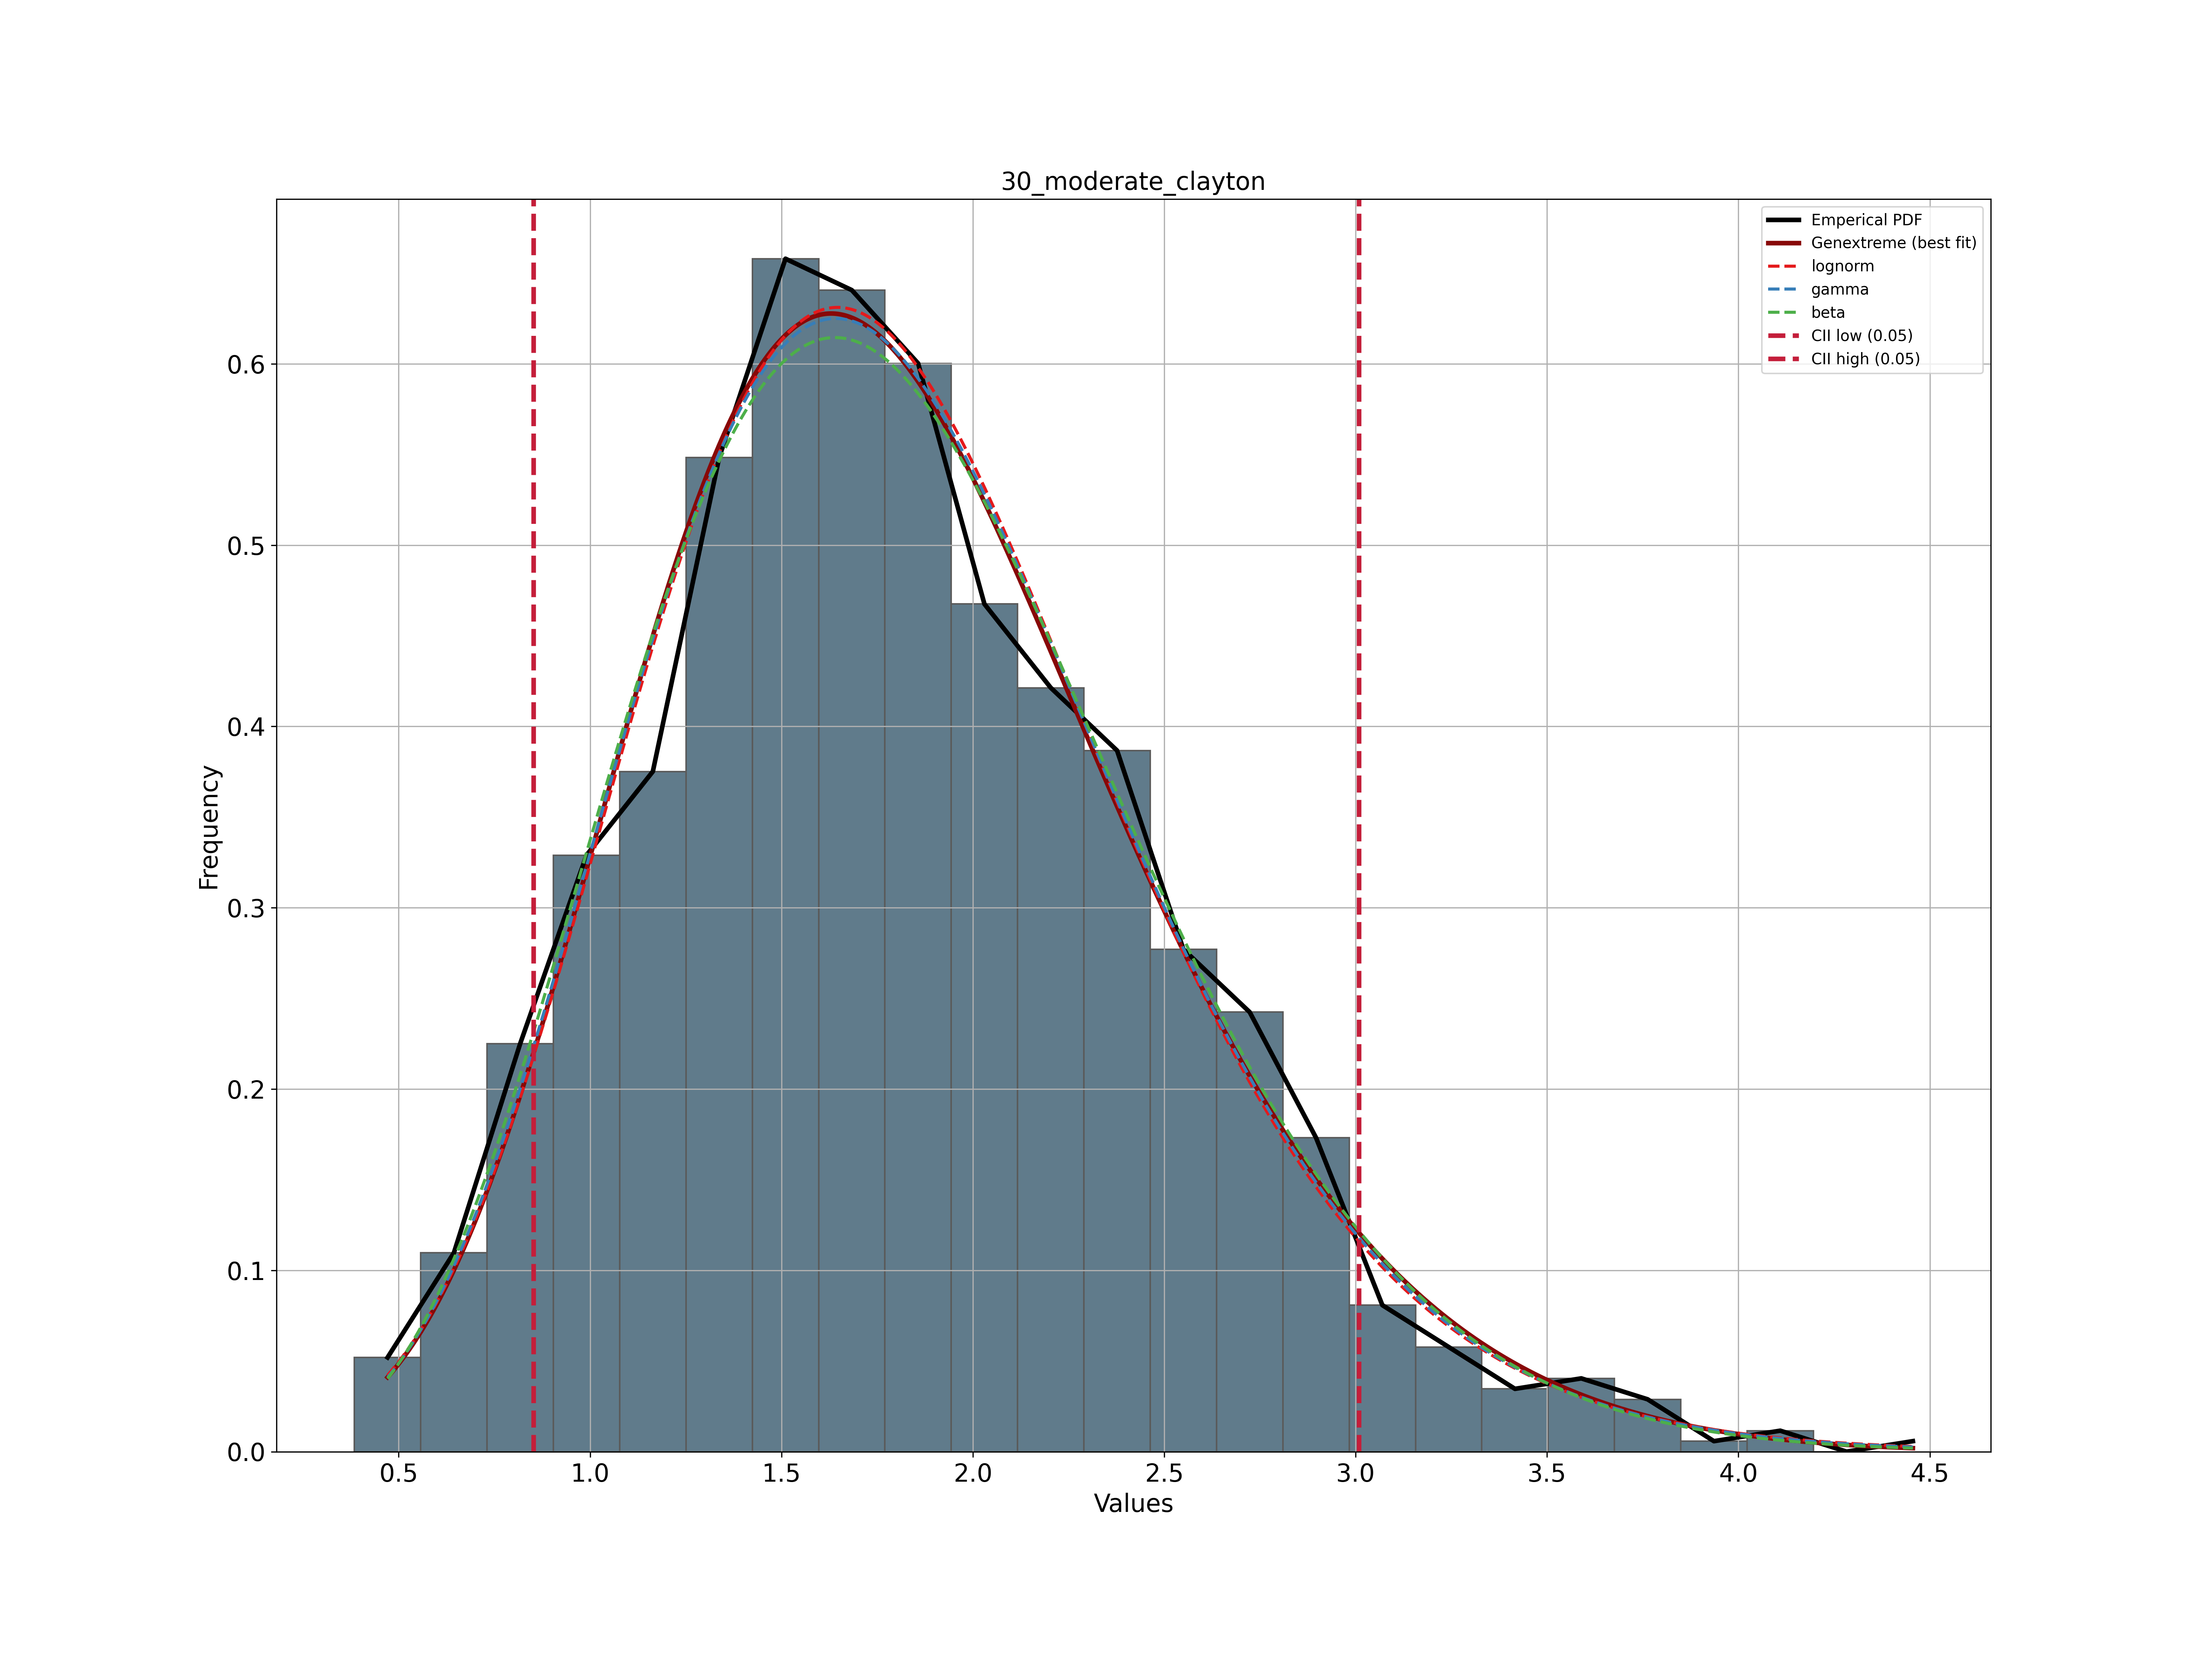 30_moderate_clayton
Emperical PDF
Genextreme (best fit)
lognorm
gamma
beta
CII low (0.05)
CII high (0.05)
0.6
0.5
0.4
0.3
0.2
0.1
0.0
Frequency
0.5 1.0 1.5 2.0 2.5 3.0 3.5 4.0 4.5
Values